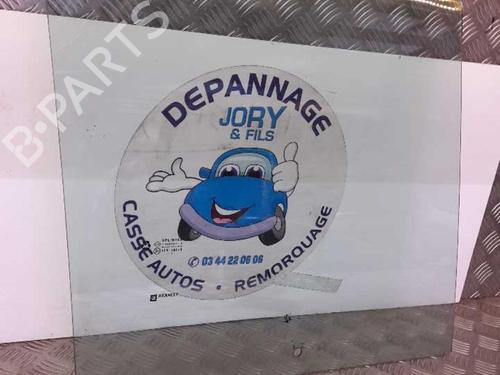 B-PARTS
DEPANNAGE
JORY
& FILS
03 44 22 06 06
CASSE AUTOS • REMORQUAGE
RENAULT